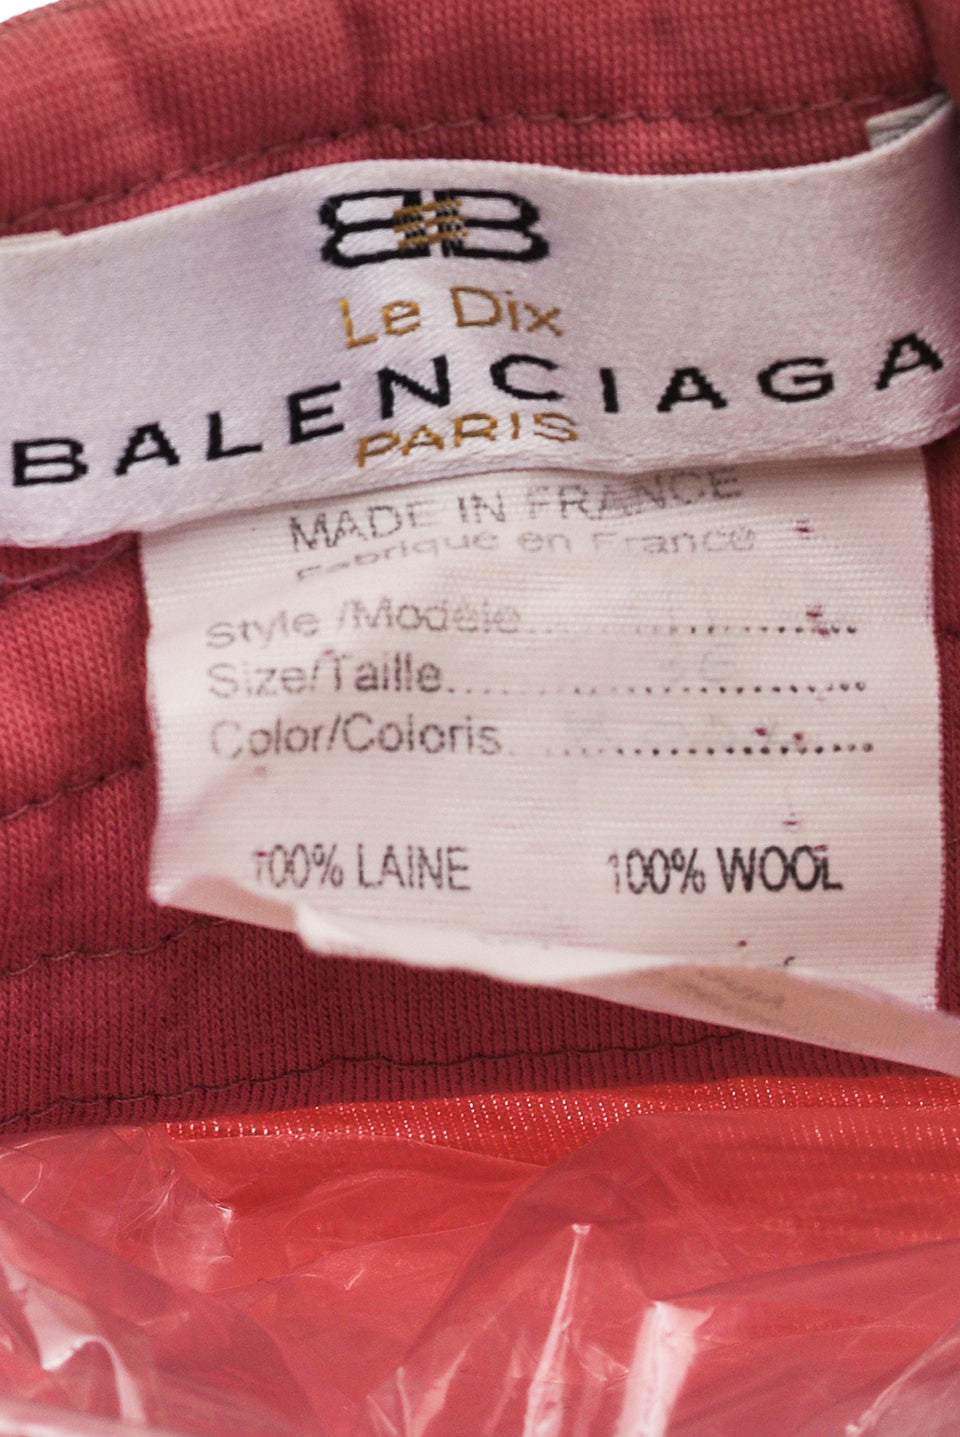 BB
Le Dix
BALENCIAGA
PARIS
MADE IN FRANCE
Fabrique en France
Style /Modèle..............................
Size/Taille..............................
Color/Coloris..............................
100% LAINE 100% WOOL